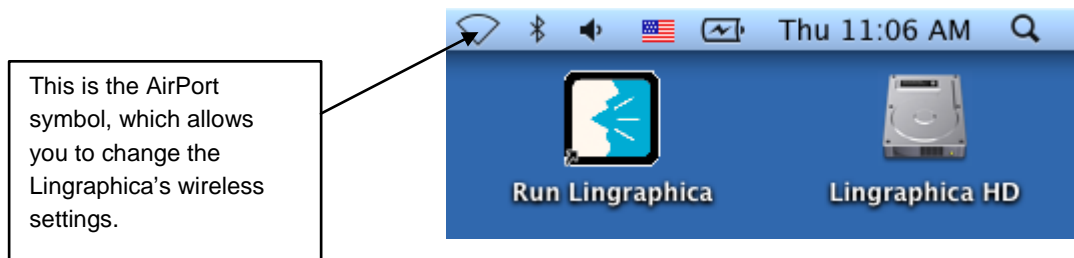 Thu 11:06 AM
This is the AirPort
symbol, which allows
you to change the
Lingraphica’s wireless
settings.
Run Lingraphica
Lingraphica HD